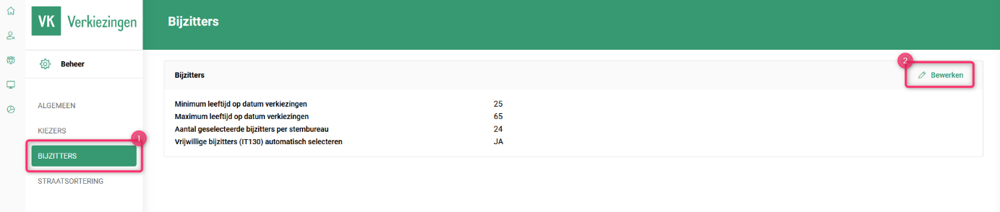 VK Verkiezingen
Bijzitters
Beheer
ALGEMEEN
KIEZERS
1
BIJZITTERS
STRAATSORTERING
Bijzitters
2
Bewerken
Minimum leeftijd op datum verkiezingen 25
Maximum leeftijd op datum verkiezingen 65
Aantal geselecteerde bijzitters per stembureau 24
Vrijwillige bijzitters (IT130) automatisch selecteren JA